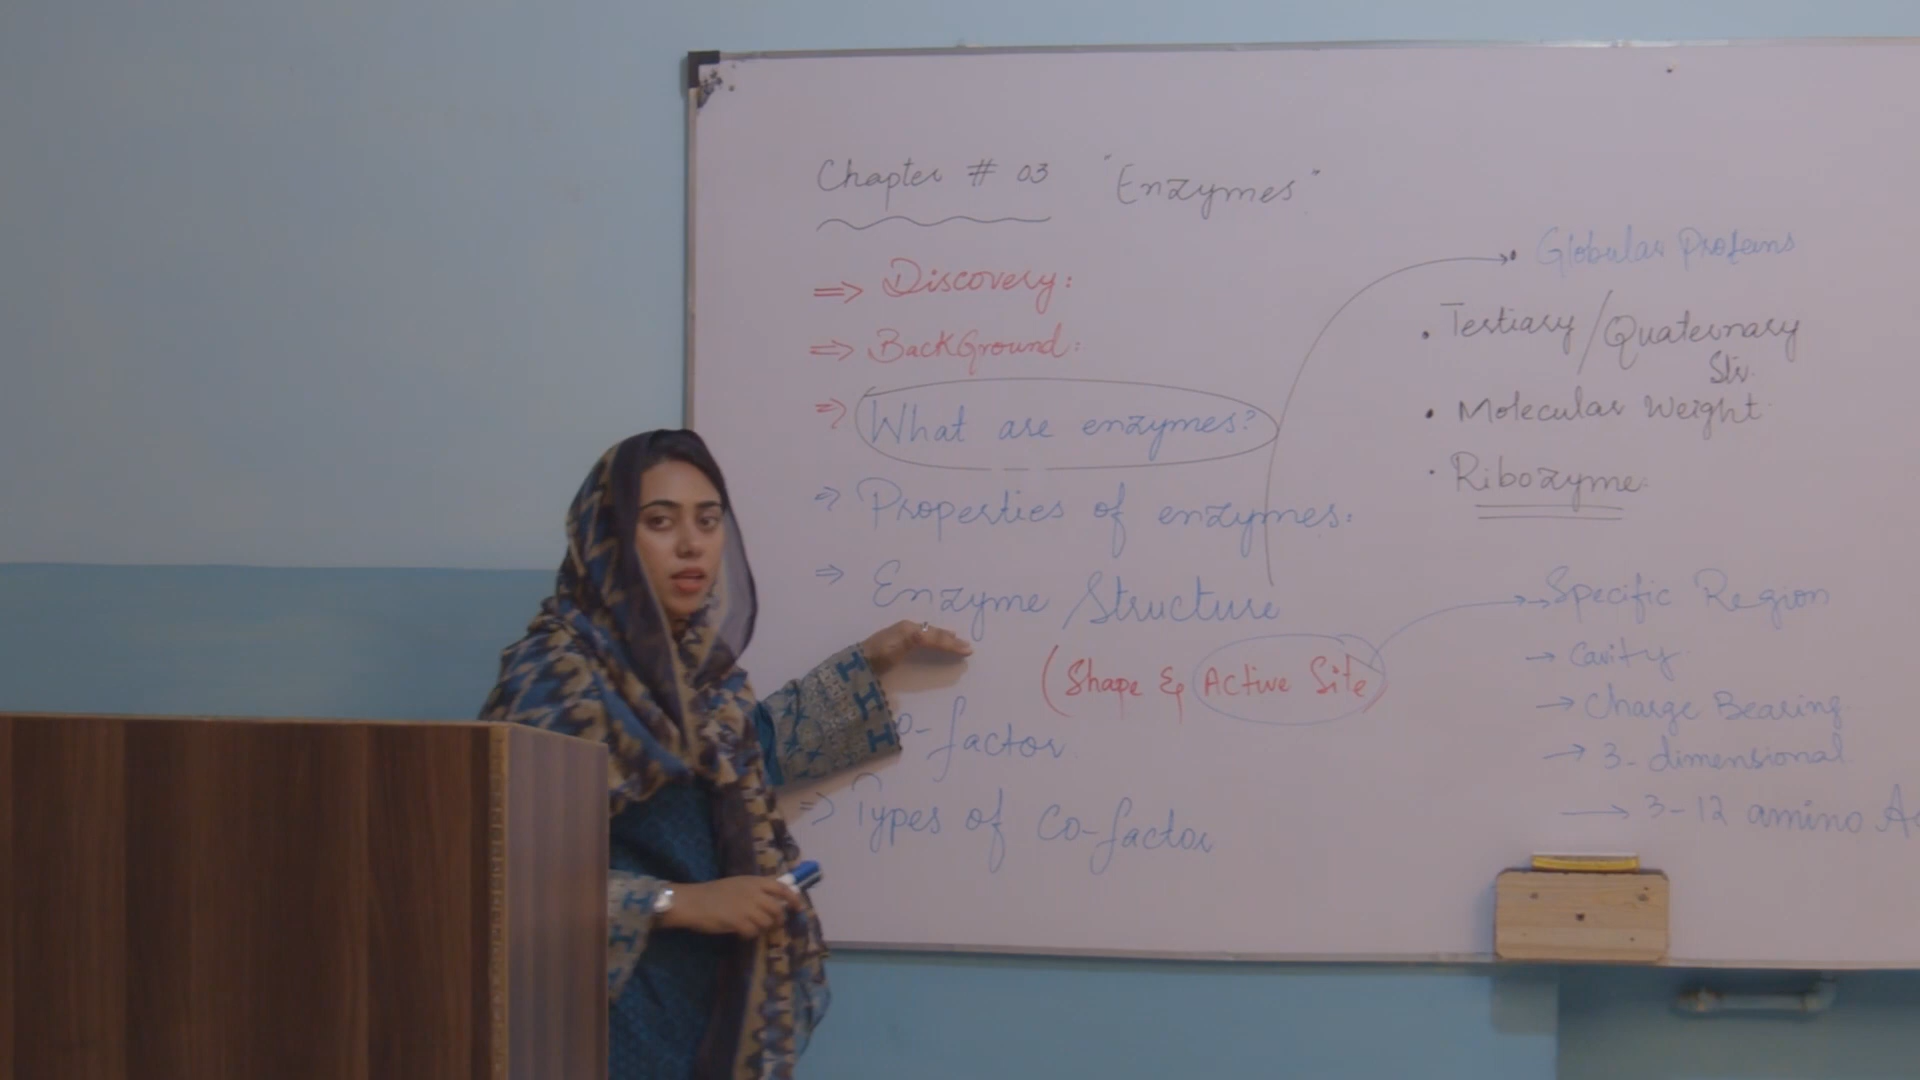 Chapter # 03 "Enzymes"
⇒ Discovery:
⇒ BackGround:
⇒ What are enzymes?
⇒ Properties of enzymes.
⇒ Enzyme Structure
(Shape & Active Site)
o-factor
⇒ Types of Co-factor
• Globular Proteins
• Tertiary / Quaternary
Str.
• Molecular Weight
• Ribozyme
→ Specific Region
→ Cavity
→ Charge Bearing
→ 3-dimensional
→ 3-12 amino A